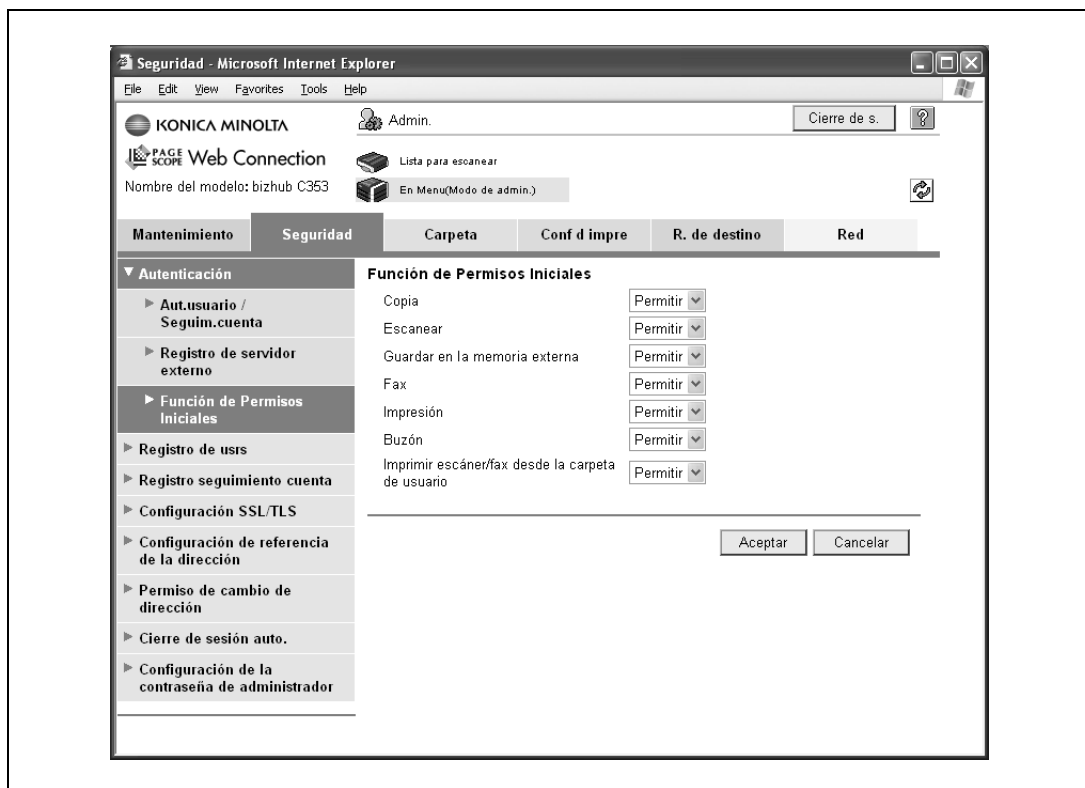 Seguridad - Microsoft Internet Explorer
File Edit View Favorites Tools Help
KONICA MINOLTA
Admin.
Cierre de s.
?
PAGE SCOPE Web Connection
Lista para escanear
Nombre del modelo: bizhub C353
En Menu(Modo de admin.)
Mantenimiento Seguridad Carpeta Conf d impre R. de destino Red
Autenticación
Aut.usuario /
Seguim.cuenta
Registro de servidor
externo
Función de Permisos
Iniciales
Registro de usrs
Registro seguimiento cuenta
Configuración SSL/TLS
Configuración de referencia
de la dirección
Permiso de cambio de
dirección
Cierre de sesión auto.
Configuración de la
contraseña de administrador
Función de Permisos Iniciales
Copia Permitir
Escanear Permitir
Guardar en la memoria externa Permitir
Fax Permitir
Impresión Permitir
Buzón Permitir
Imprimir escáner/fax desde la carpeta
de usuario Permitir
Aceptar Cancelar